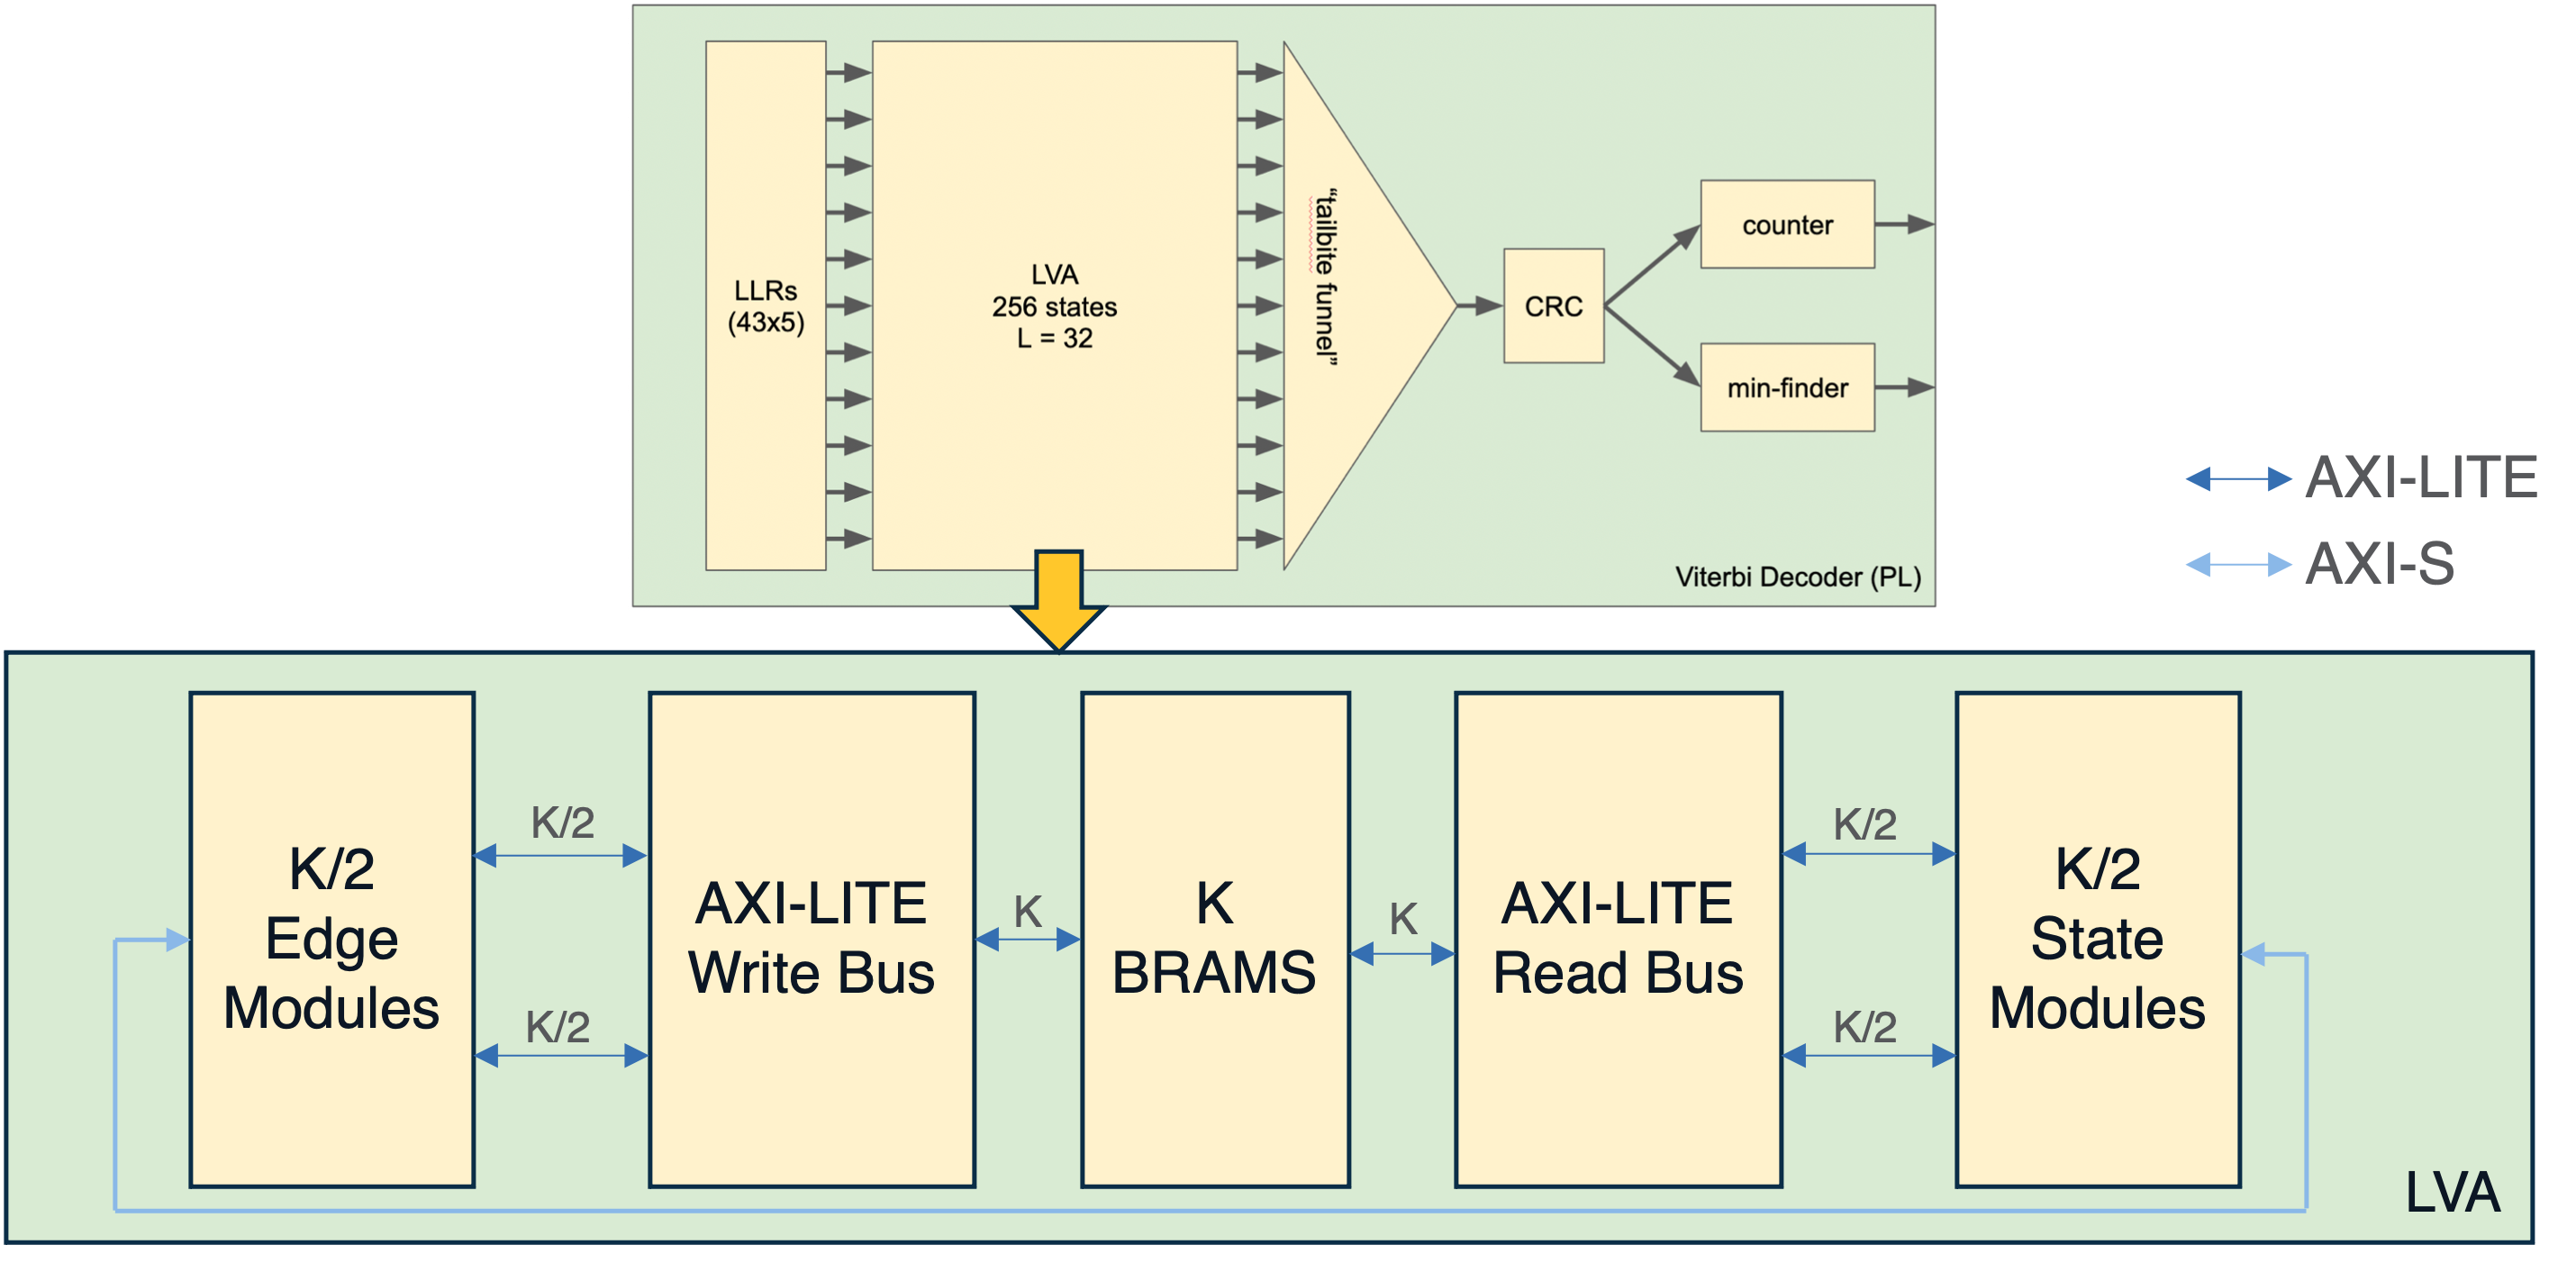 LLRs
(43x5)
LVA
256 states
L = 32
“tailbite funnel”
CRC
counter
min-finder
Viterbi Decoder (PL)
AXI-LITE
AXI-S
K/2
Edge
Modules
K/2
K/2
AXI-LITE
Write Bus
K
K
BRAMS
K
AXI-LITE
Read Bus
K/2
K/2
K/2
State
Modules
LVA